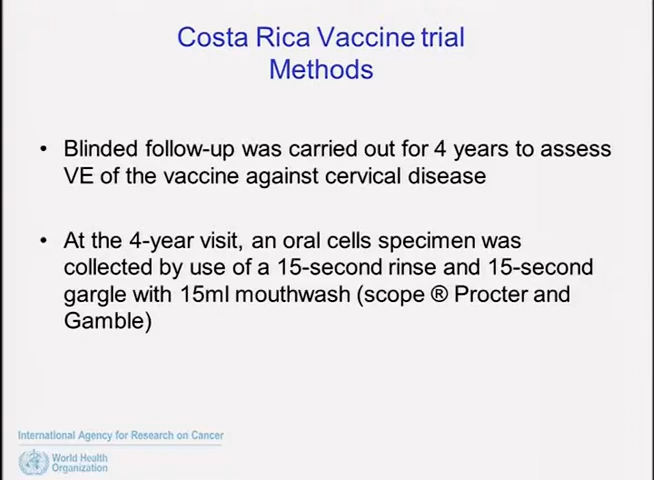 Costa Rica Vaccine trial
Methods
• Blinded follow-up was carried out for 4 years to assess
VE of the vaccine against cervical disease
• At the 4-year visit, an oral cells specimen was
collected by use of a 15-second rinse and 15-second
gargle with 15ml mouthwash (scope ® Procter and
Gamble)
International Agency for Research on Cancer
World Health
Organization